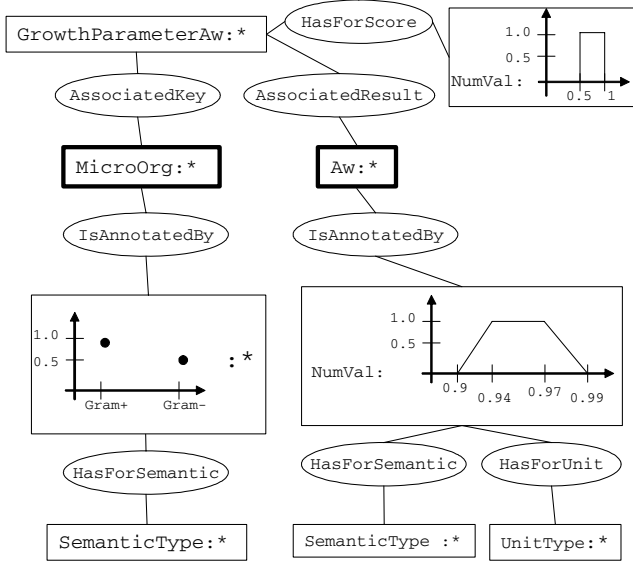 HasForScore
GrowthParameterAw:*
1.0
0.5
NumVal:
0.5 1
AssociatedKey
AssociatedResult
MicroOrg:*
Aw:*
IsAnnotatedBy
IsAnnotatedBy
1.0
0.5
:*
Gram+ Gram-
1.0
0.5
NumVal:
0.9 0.94 0.97 0.99
HasForSemantic
HasForSemantic
HasForUnit
SemanticType:*
SemanticType :*
UnitType:*